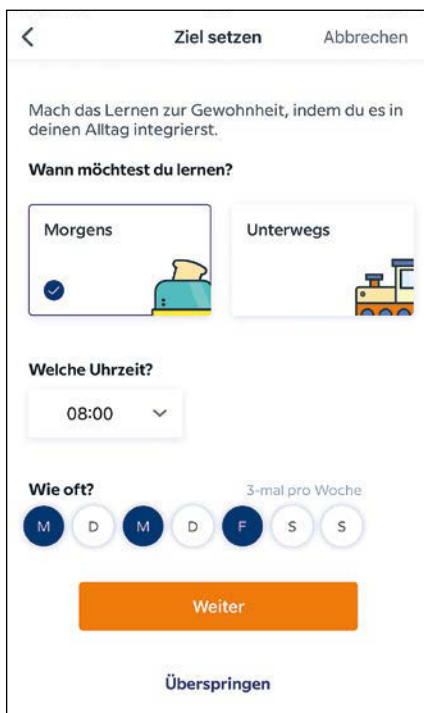 Ziel setzen Abbrechen
Mach das Lernen zur Gewohnheit, indem du es in
deinen Alltag integrierst.
Wann möchtest du lernen?
Morgens Unterwegs
Welche Uhrzeit?
08:00
Wie oft? 3-mal pro Woche
M D M D F S S
Weiter
Überspringen